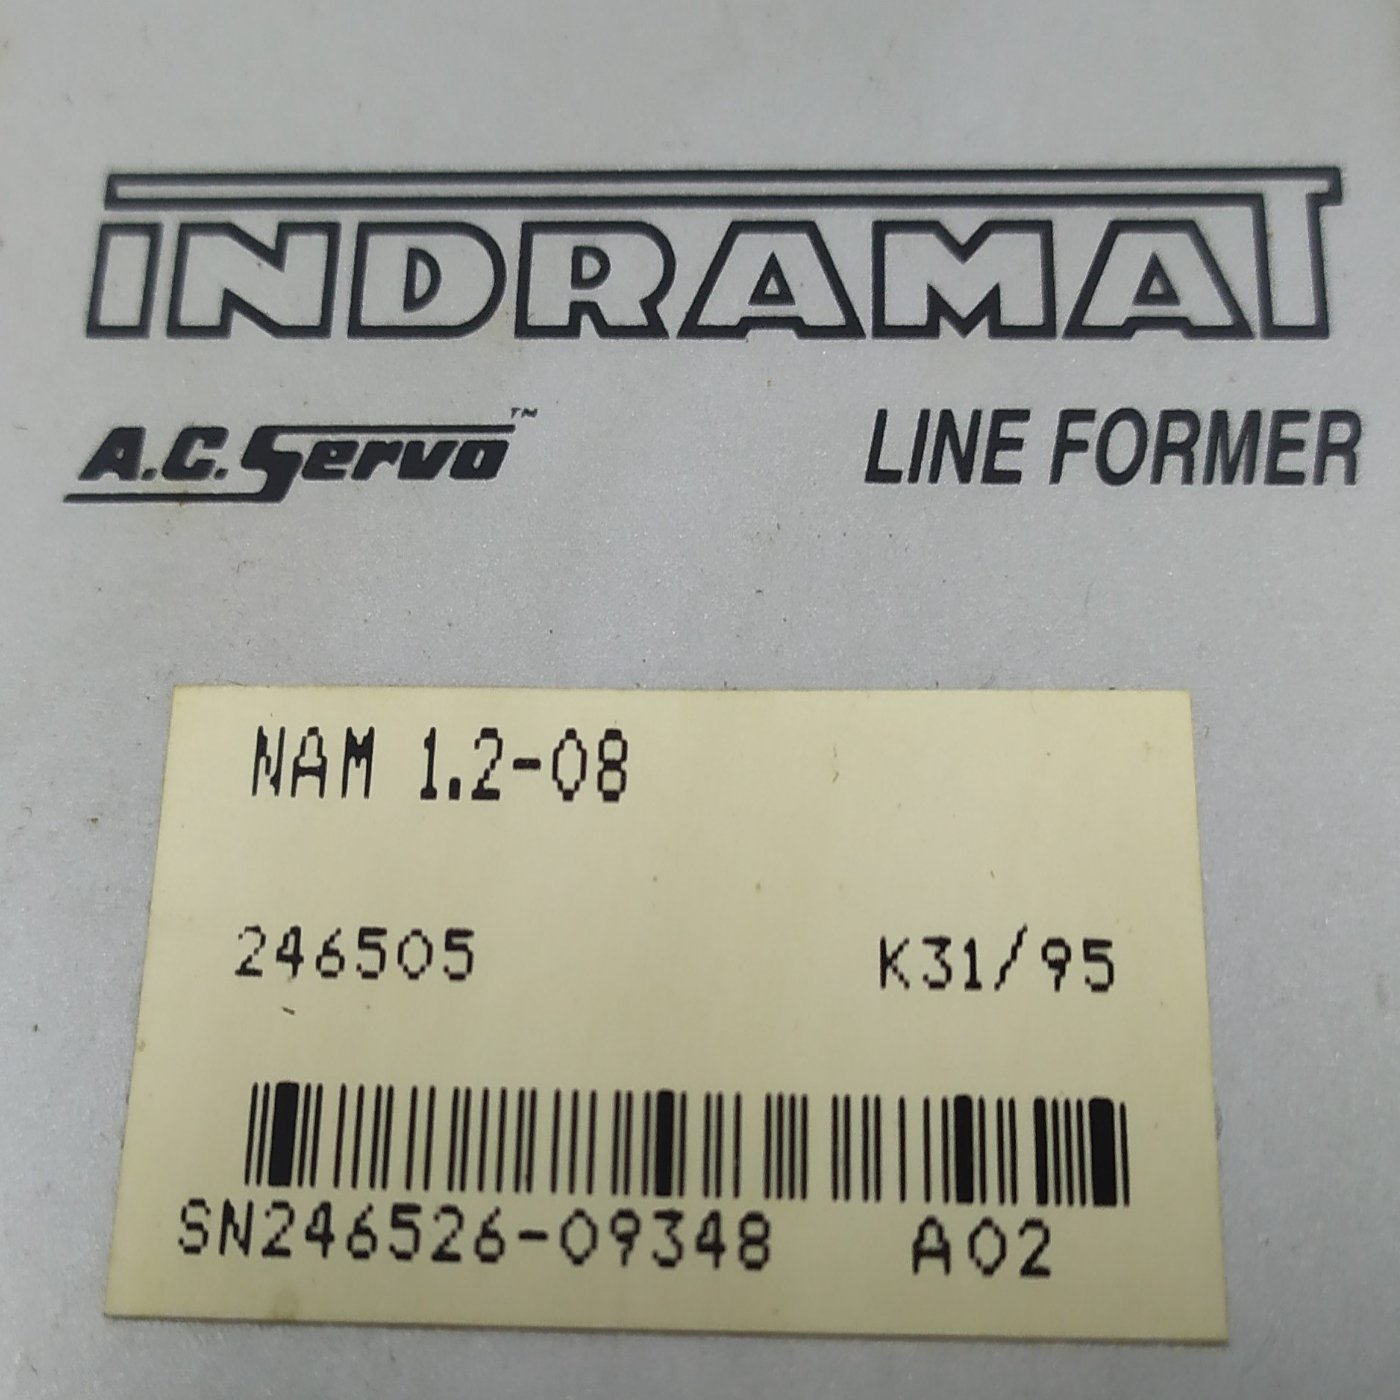 INDRAMAT
A.C. Servo™ LINE FORMER
NAM 1.2-08
246505 K31/95
SN246526-09348 A02